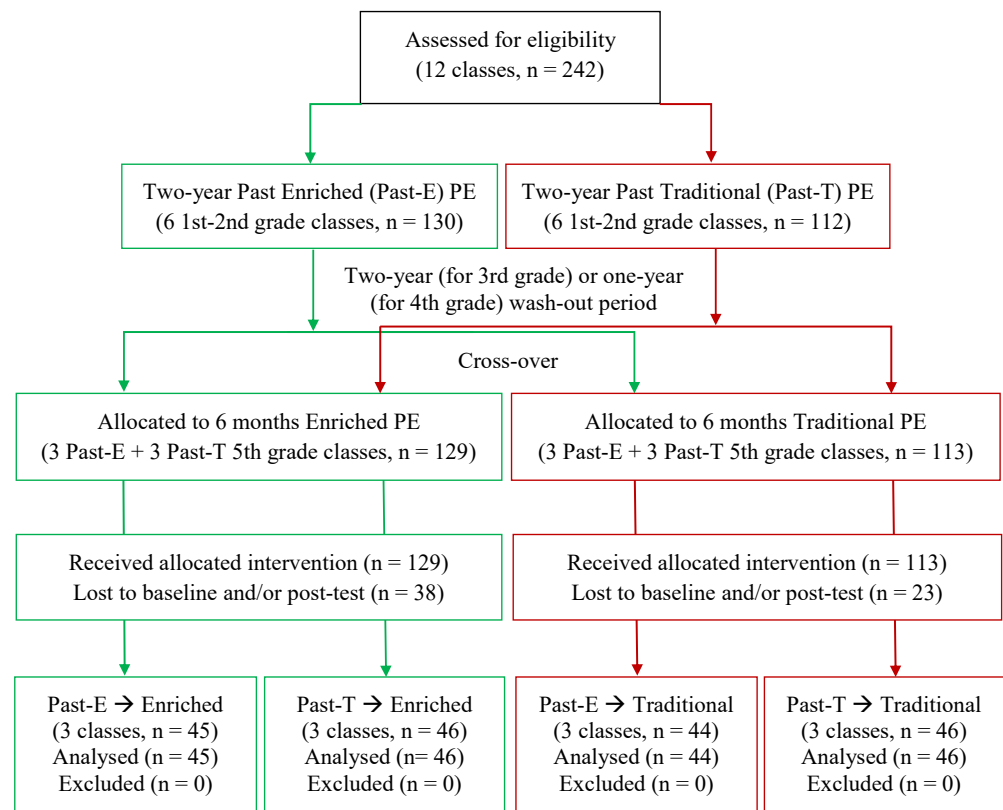 Assessed for eligibility
(12 classes, n = 242)
Two-year Past Enriched (Past-E) PE
(6 1st-2nd grade classes, n = 130)
Two-year Past Traditional (Past-T) PE
(6 1st-2nd grade classes, n = 112)
Two-year (for 3rd grade) or one-year
(for 4th grade) wash-out period
Cross-over
Allocated to 6 months Enriched PE
(3 Past-E + 3 Past-T 5th grade classes, n = 129)
Allocated to 6 months Traditional PE
(3 Past-E + 3 Past-T 5th grade classes, n = 113)
Received allocated intervention (n = 129)
Lost to baseline and/or post-test (n = 38)
Received allocated intervention (n = 113)
Lost to baseline and/or post-test (n = 23)
Past-E → Enriched
(3 classes, n = 45)
Analysed (n = 45)
Excluded (n = 0)
Past-T → Enriched
(3 classes, n = 46)
Analysed (n= 46)
Excluded (n = 0)
Past-E → Traditional
(3 classes, n = 44)
Analysed (n = 44)
Excluded (n = 0)
Past-T → Traditional
(3 classes, n = 46)
Analysed (n = 46)
Excluded (n = 0)